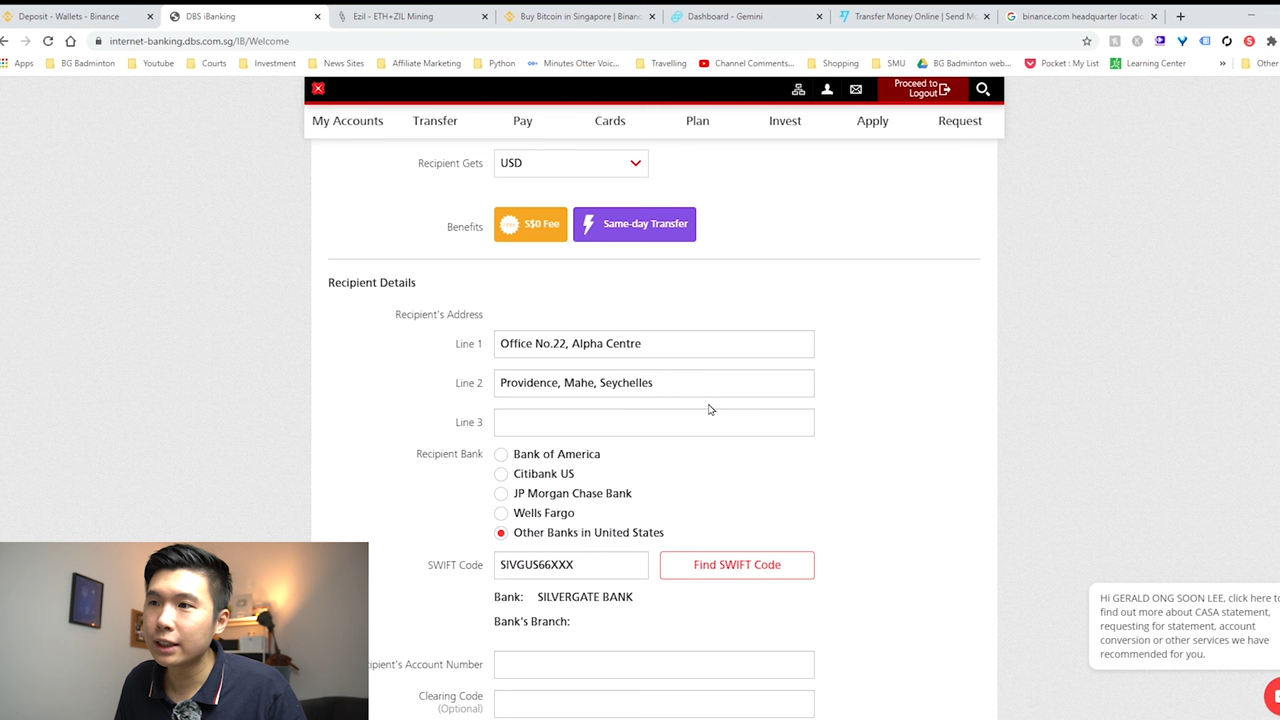 Deposit - Wallets - Binance
DBS iBanking
Ezil - ETH+ZIL Mining
Buy Bitcoin in Singapore | Binanc
Dashboard - Gemini
Transfer Money Online | Send Mo
binance.com headquarter locatio
internet-banking.dbs.com.sg/IB/Welcome
Apps
BG Badminton
Youtube
Courts
Investment
News Sites
Affiliate Marketing
Python
Minutes Otter Voic...
Travelling
Channel Comments...
Shopping
SMU
BG Badminton web...
Pocket : My List
Learning Center
Other
Proceed to
Logout
My Accounts
Transfer
Pay
Cards
Plan
Invest
Apply
Request
Recipient Gets
USD
Benefits
S$0 Fee
Same-day Transfer
Recipient Details
Recipient's Address
Line 1
Office No.22, Alpha Centre
Line 2
Providence, Mahe, Seychelles
Line 3
Recipient Bank
Bank of America
Citibank US
JP Morgan Chase Bank
Wells Fargo
Other Banks in United States
SWIFT Code
SIVGUS66XXX
Find SWIFT Code
Bank: SILVERGATE BANK
Bank's Branch:
cipient's Account Number
Clearing Code
(Optional)
Hi GERALD ONG SOON LEE, click here to
find out more about CASA statement,
requesting for statement, account
conversion or other services we have
recommended for you.